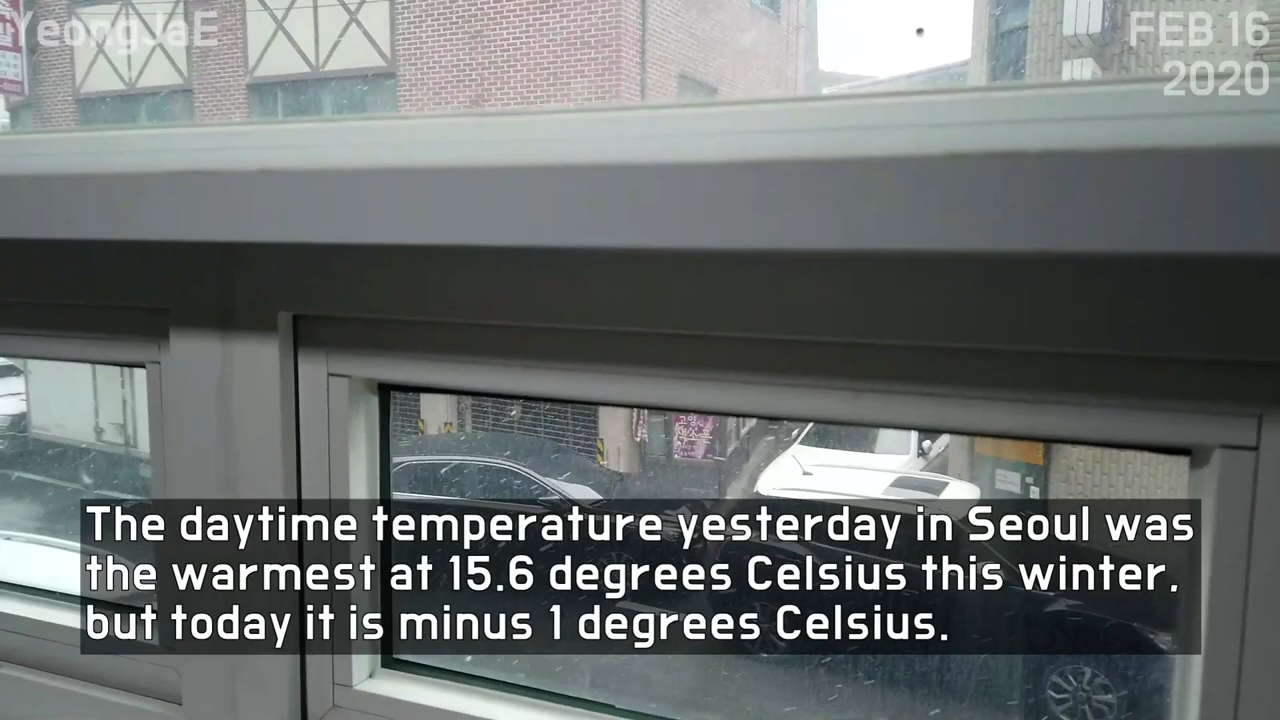 YeongJaE
FEB 16
2020
The daytime temperature yesterday in Seoul was
the warmest at 15.6 degrees Celsius this winter,
but today it is minus 1 degrees Celsius.